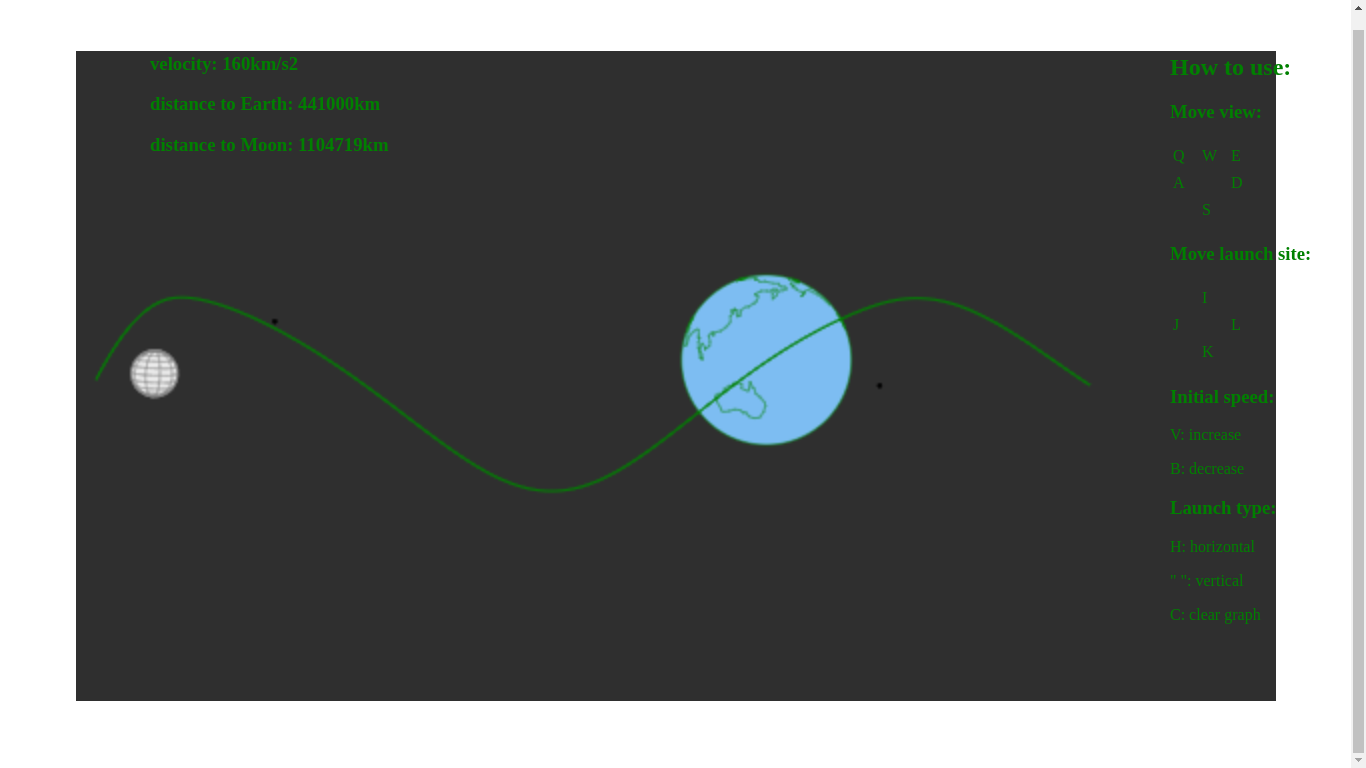 velocity: 160km/s2
distance to Earth: 441000km
distance to Moon: 1104719km
How to use:
Move view:
Q W E
A D
S
Move launch site:
I
J L
K
Initial speed:
V: increase
B: decrease
Launch type:
H: horizontal
" ": vertical
C: clear graph